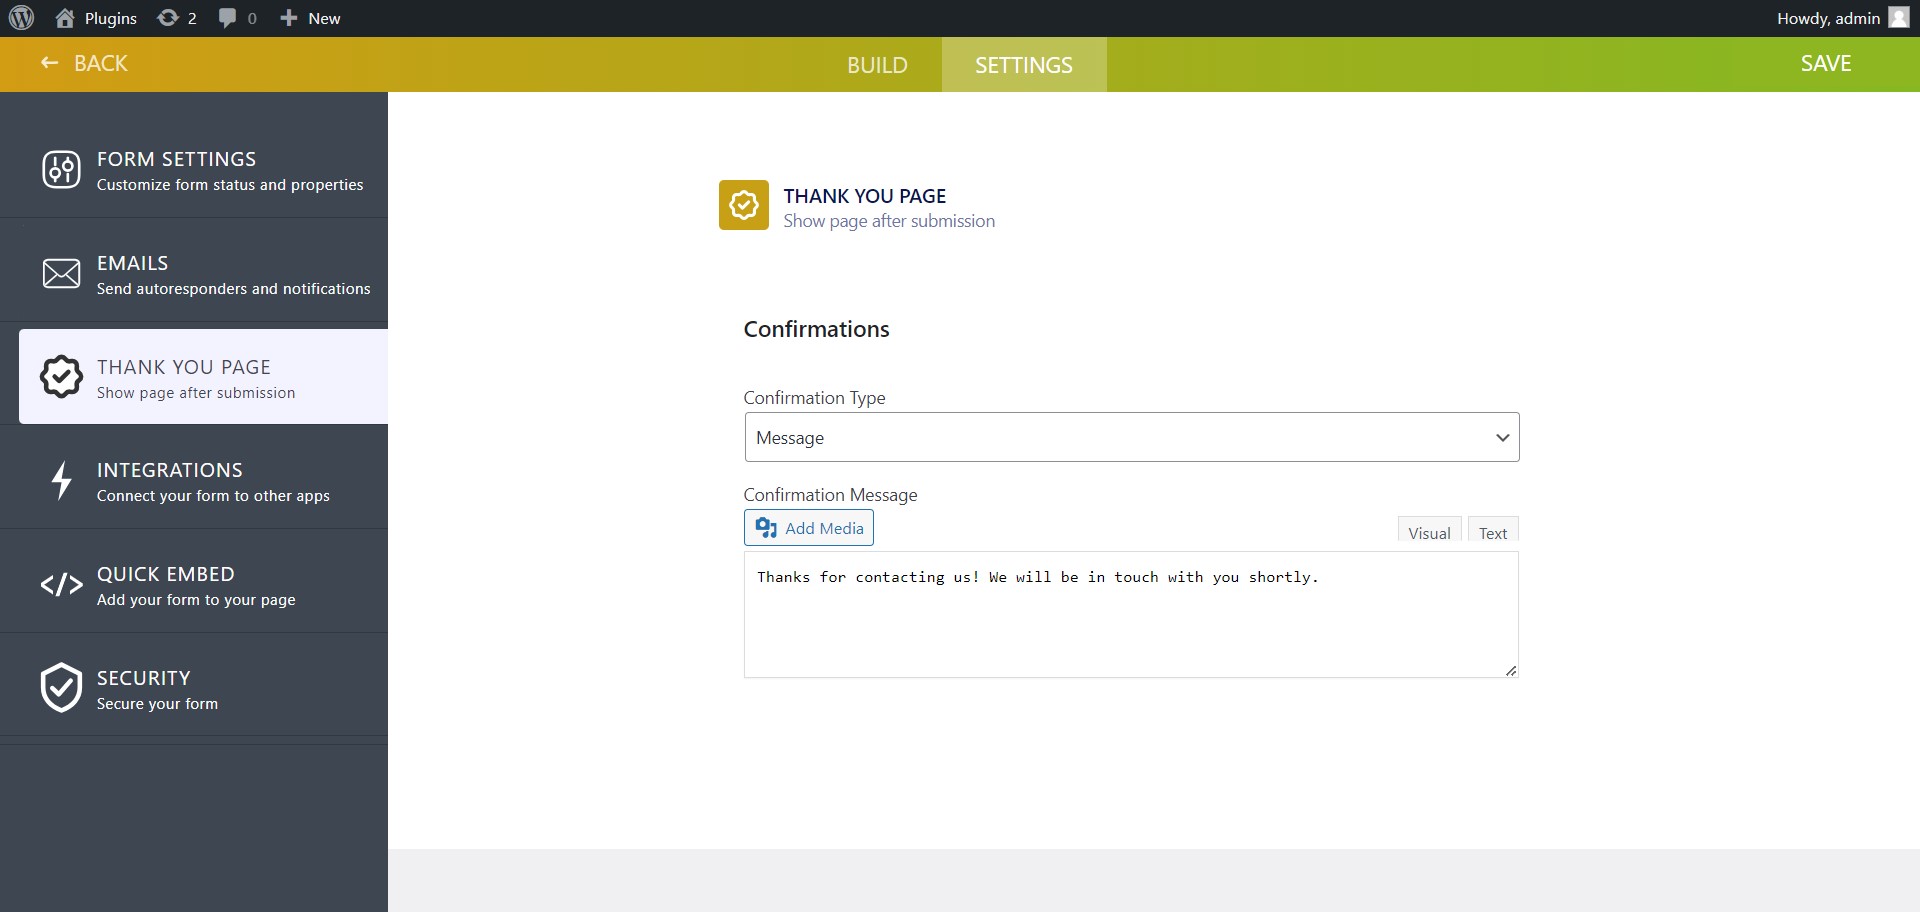 Plugins 2 0 New Howdy, admin
BACK BUILD SETTINGS SAVE
FORM SETTINGS
Customize form status and properties
EMAILS
Send autoresponders and notifications
THANK YOU PAGE
Show page after submission
INTEGRATIONS
Connect your form to other apps
QUICK EMBED
Add your form to your page
SECURITY
Secure your form
THANK YOU PAGE
Show page after submission
Confirmations
Confirmation Type
Message
Confirmation Message
Add Media Visual Text
Thanks for contacting us! We will be in touch with you shortly.